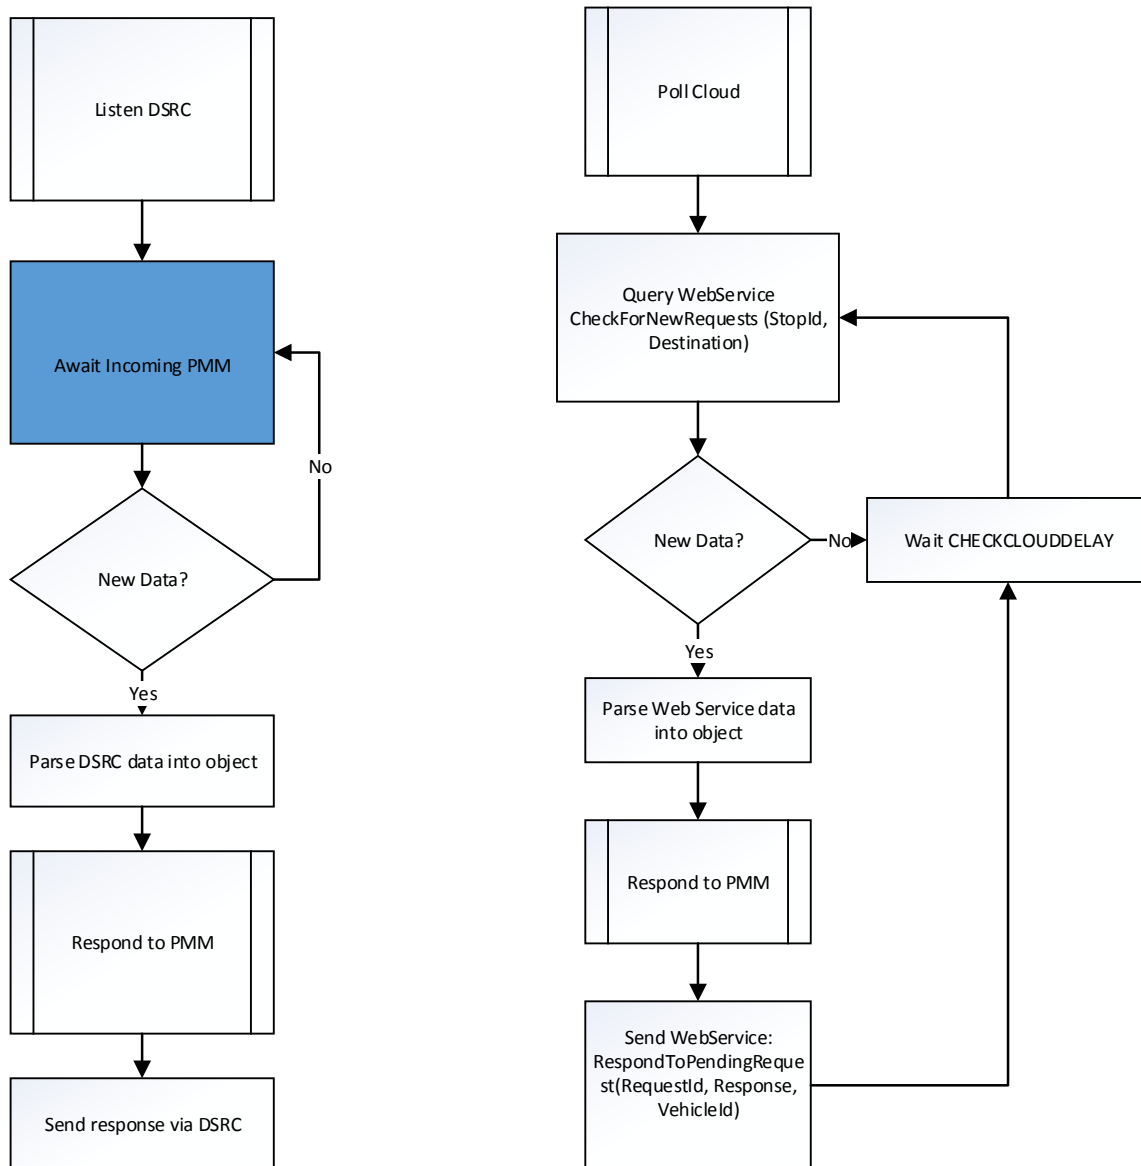 Listen DSRC
Await Incoming PMM
No
New Data?
Yes
Parse DSRC data into object
Respond to PMM
Send response via DSRC
Poll Cloud
Query WebService
CheckForNewRequests (StopId,
Destination)
New Data?
No
Wait CHECKCLOUDDELAY
Yes
Parse Web Service data
into object
Respond to PMM
Send WebService:
RespondToPendingReque
st(RequestId, Response,
VehicleId)